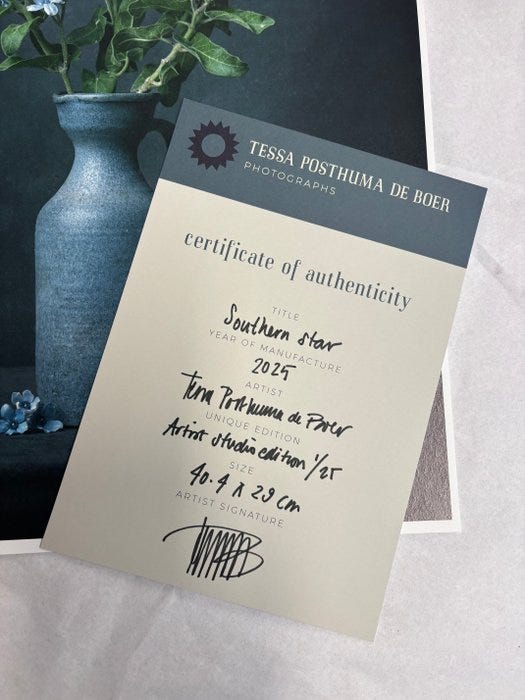 TESSA POSTHUMA DE BOER
PHOTOGRAPHS
certificate of authenticity
TITLE
Southern Star
YEAR OF MANUFACTURE
2025
ARTIST
Tessa Posthuma de Boer
UNIQUE EDITION
Artist studio edition 1/25
SIZE
40.4 x 29 cm
ARTIST SIGNATURE